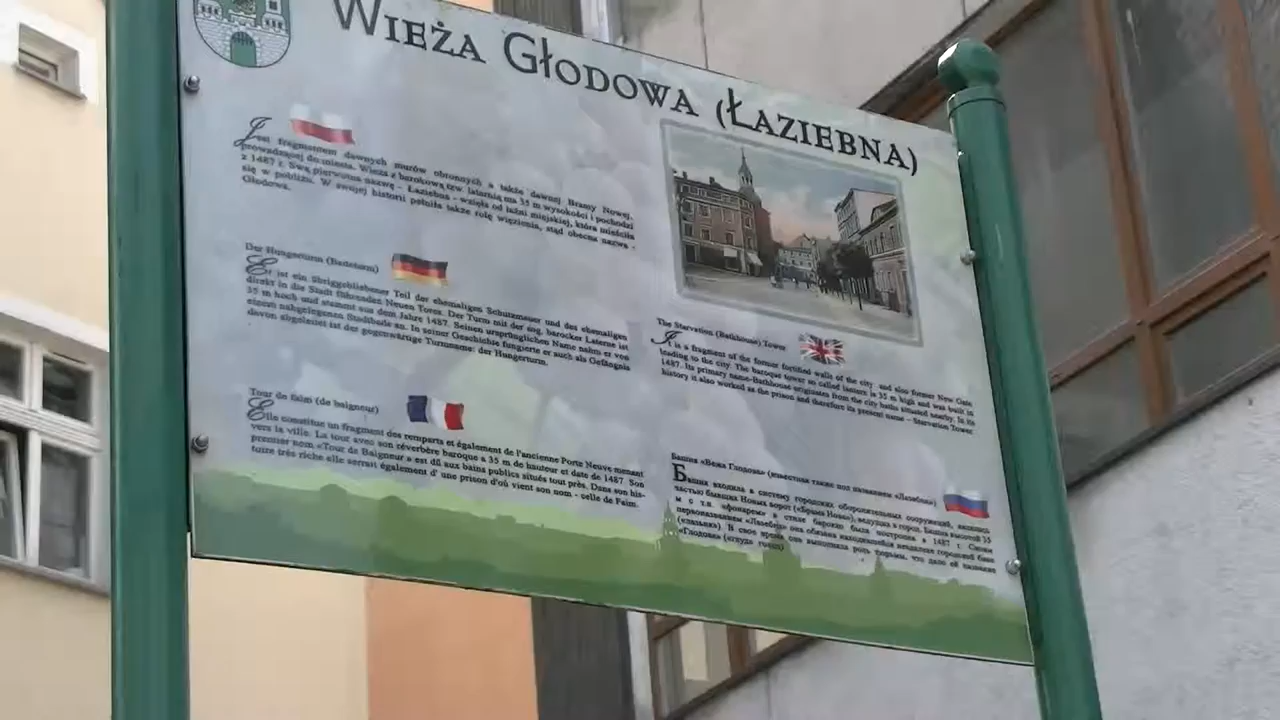 Wieża Głodowa (Łaziebna)
Jest fragmentem dawnych murów obronnych a także dawnej Bramy Nowej,
prowadzącej do miasta. Wieża z barokową tzw. latarnią ma 35 m wysokości i pochodzi
z 1487 r. Swą pierwotną nazwę - Łaziebna - wzięła od łaźni miejskiej, która mieściła
się w pobliżu. W swojej historii pełniła także rolę więzienia, stąd obecna nazwa -
Głodowa.
Der Hungerturm (Basteturm)
Er ist ein übriggebliebener Teil der ehemaligen Schutzmauer und des ehemaligen
direkt in die Stadt führenden Neuen Tores. Der Turm mit der sog. barocker Laterne ist
35 m hoch und stammt aus dem Jahre 1487. Seinen ursprünglichen Name nahm er von
einem nahgelegenen Stadtbade an. In seiner Geschichte fungierte er auch als Gefängnis
davon abgeleitet ist der gegenwärtige Turmname: der Hungerturm.
Tour de faim (de baigneur)
Elle constitue un fragment des remparts et également de l'ancienne Porte Neuve menant
vers la ville. La tour avec son réverbère baroque a 35 m de hauteur et date de 1487. Son
premier nom «Tour de Baigneur» est dû aux bains publics situés tout près. Dans son his-
toire très riche elle serrait également d' une prison d'où vient son nom - celle de Faim.
The Starvation (Bathhouse) Tower
It is a fragment of the former fortified walls of the city and also former New Gate
leading to the city. The baroque tower so called lantern is 35 m high and was built in
1487. Its primary name-Bathhouse originates from the city baths situated nearby. In its
history it also worked as the prison and therefore its present name - Starvation Tower.
Башня «Вежа Глодова» (известная также под названием «Лазебна»)
Башня входила в систему городских оборонительных сооружений, являясь
частью бывших Новых ворот («Брама Нова»), ведущих в город. Башня высотой 35
м с т.н. «фонарем» в стиле барокко была построена в 1487 г. Своим
первоназванием «Лазебна» она обязана находившейся неподалеку городской бане
(«лазьня»). В свое время она выполняла роль тюрьмы, что дало ей название
«Глодова» (откуда голод)